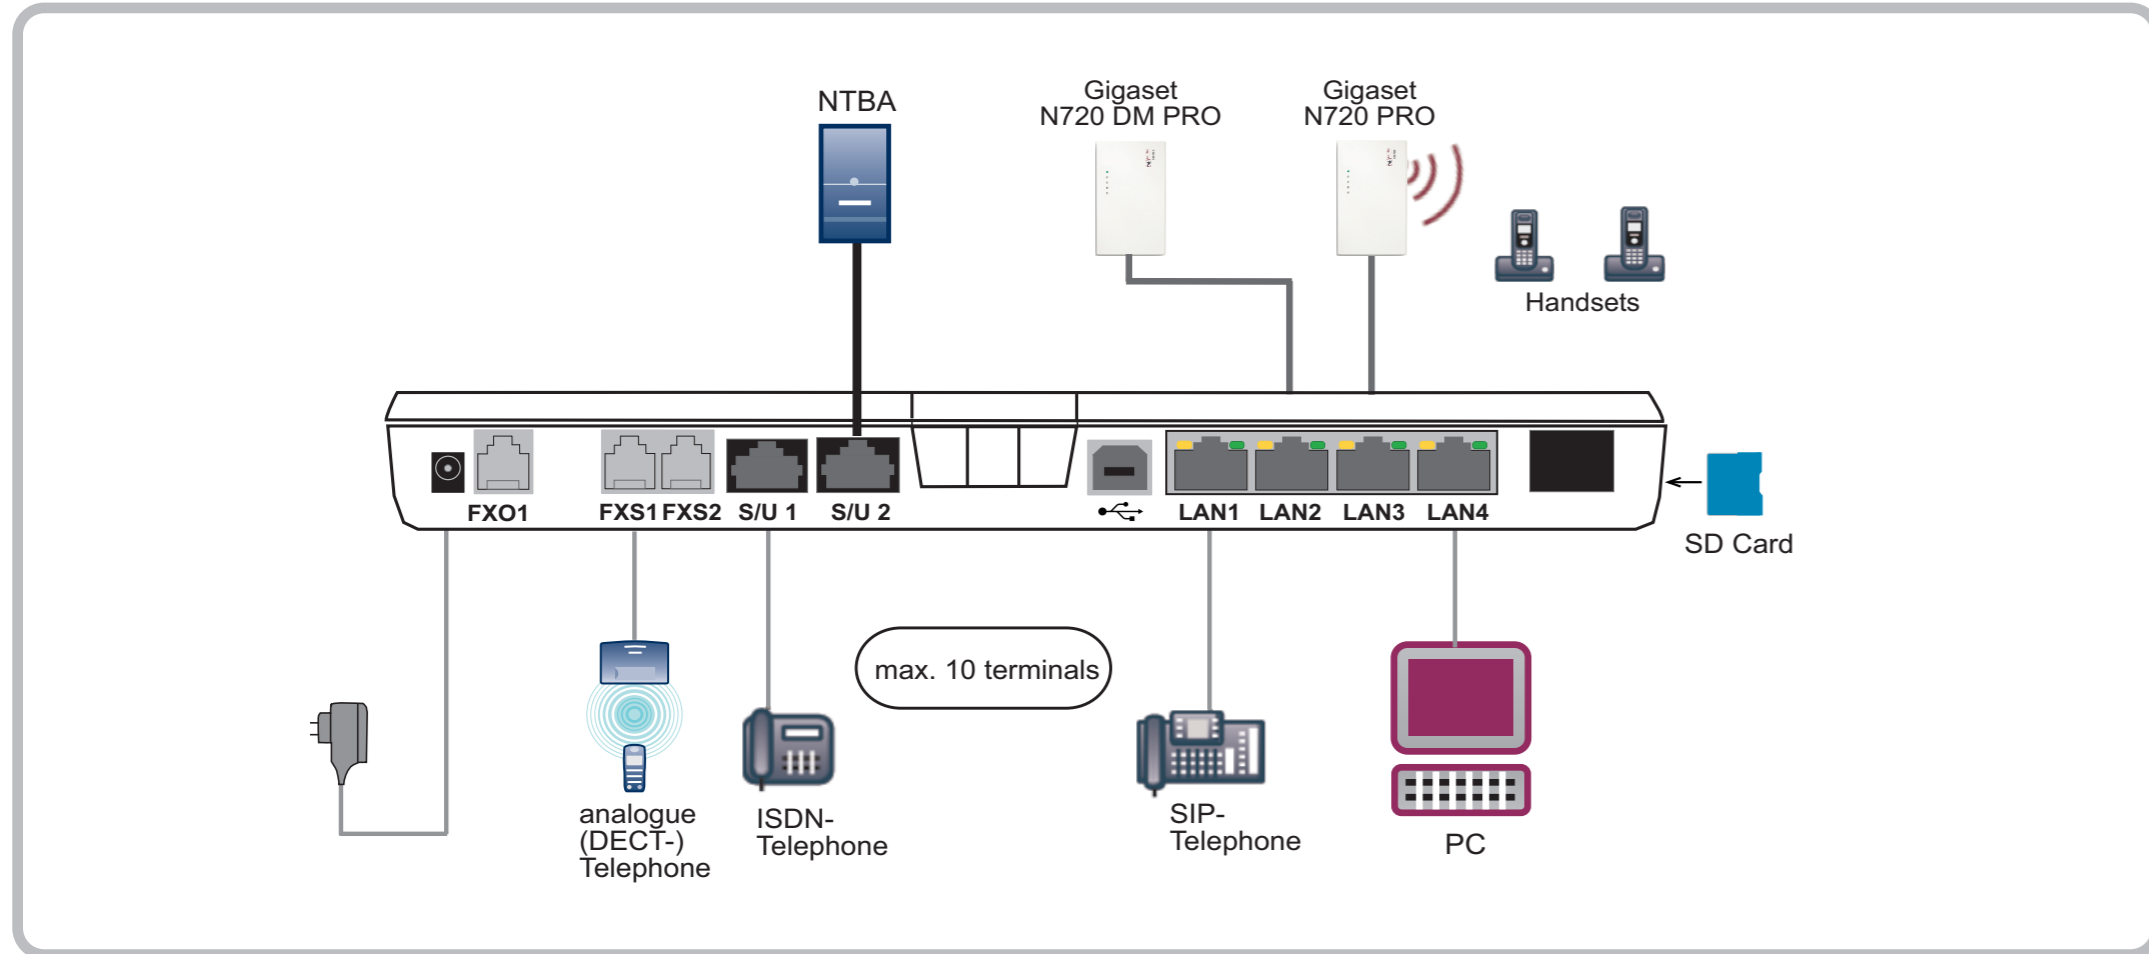 NTBA
Gigaset
N720 DM PRO
Gigaset
N720 PRO
Handsets
FXO1
FXS1 FXS2
S/U 1
S/U 2
LAN1
LAN2
LAN3
LAN4
SD Card
max. 10 terminals
analogue
(DECT-)
Telephone
ISDN-
Telephone
SIP-
Telephone
PC